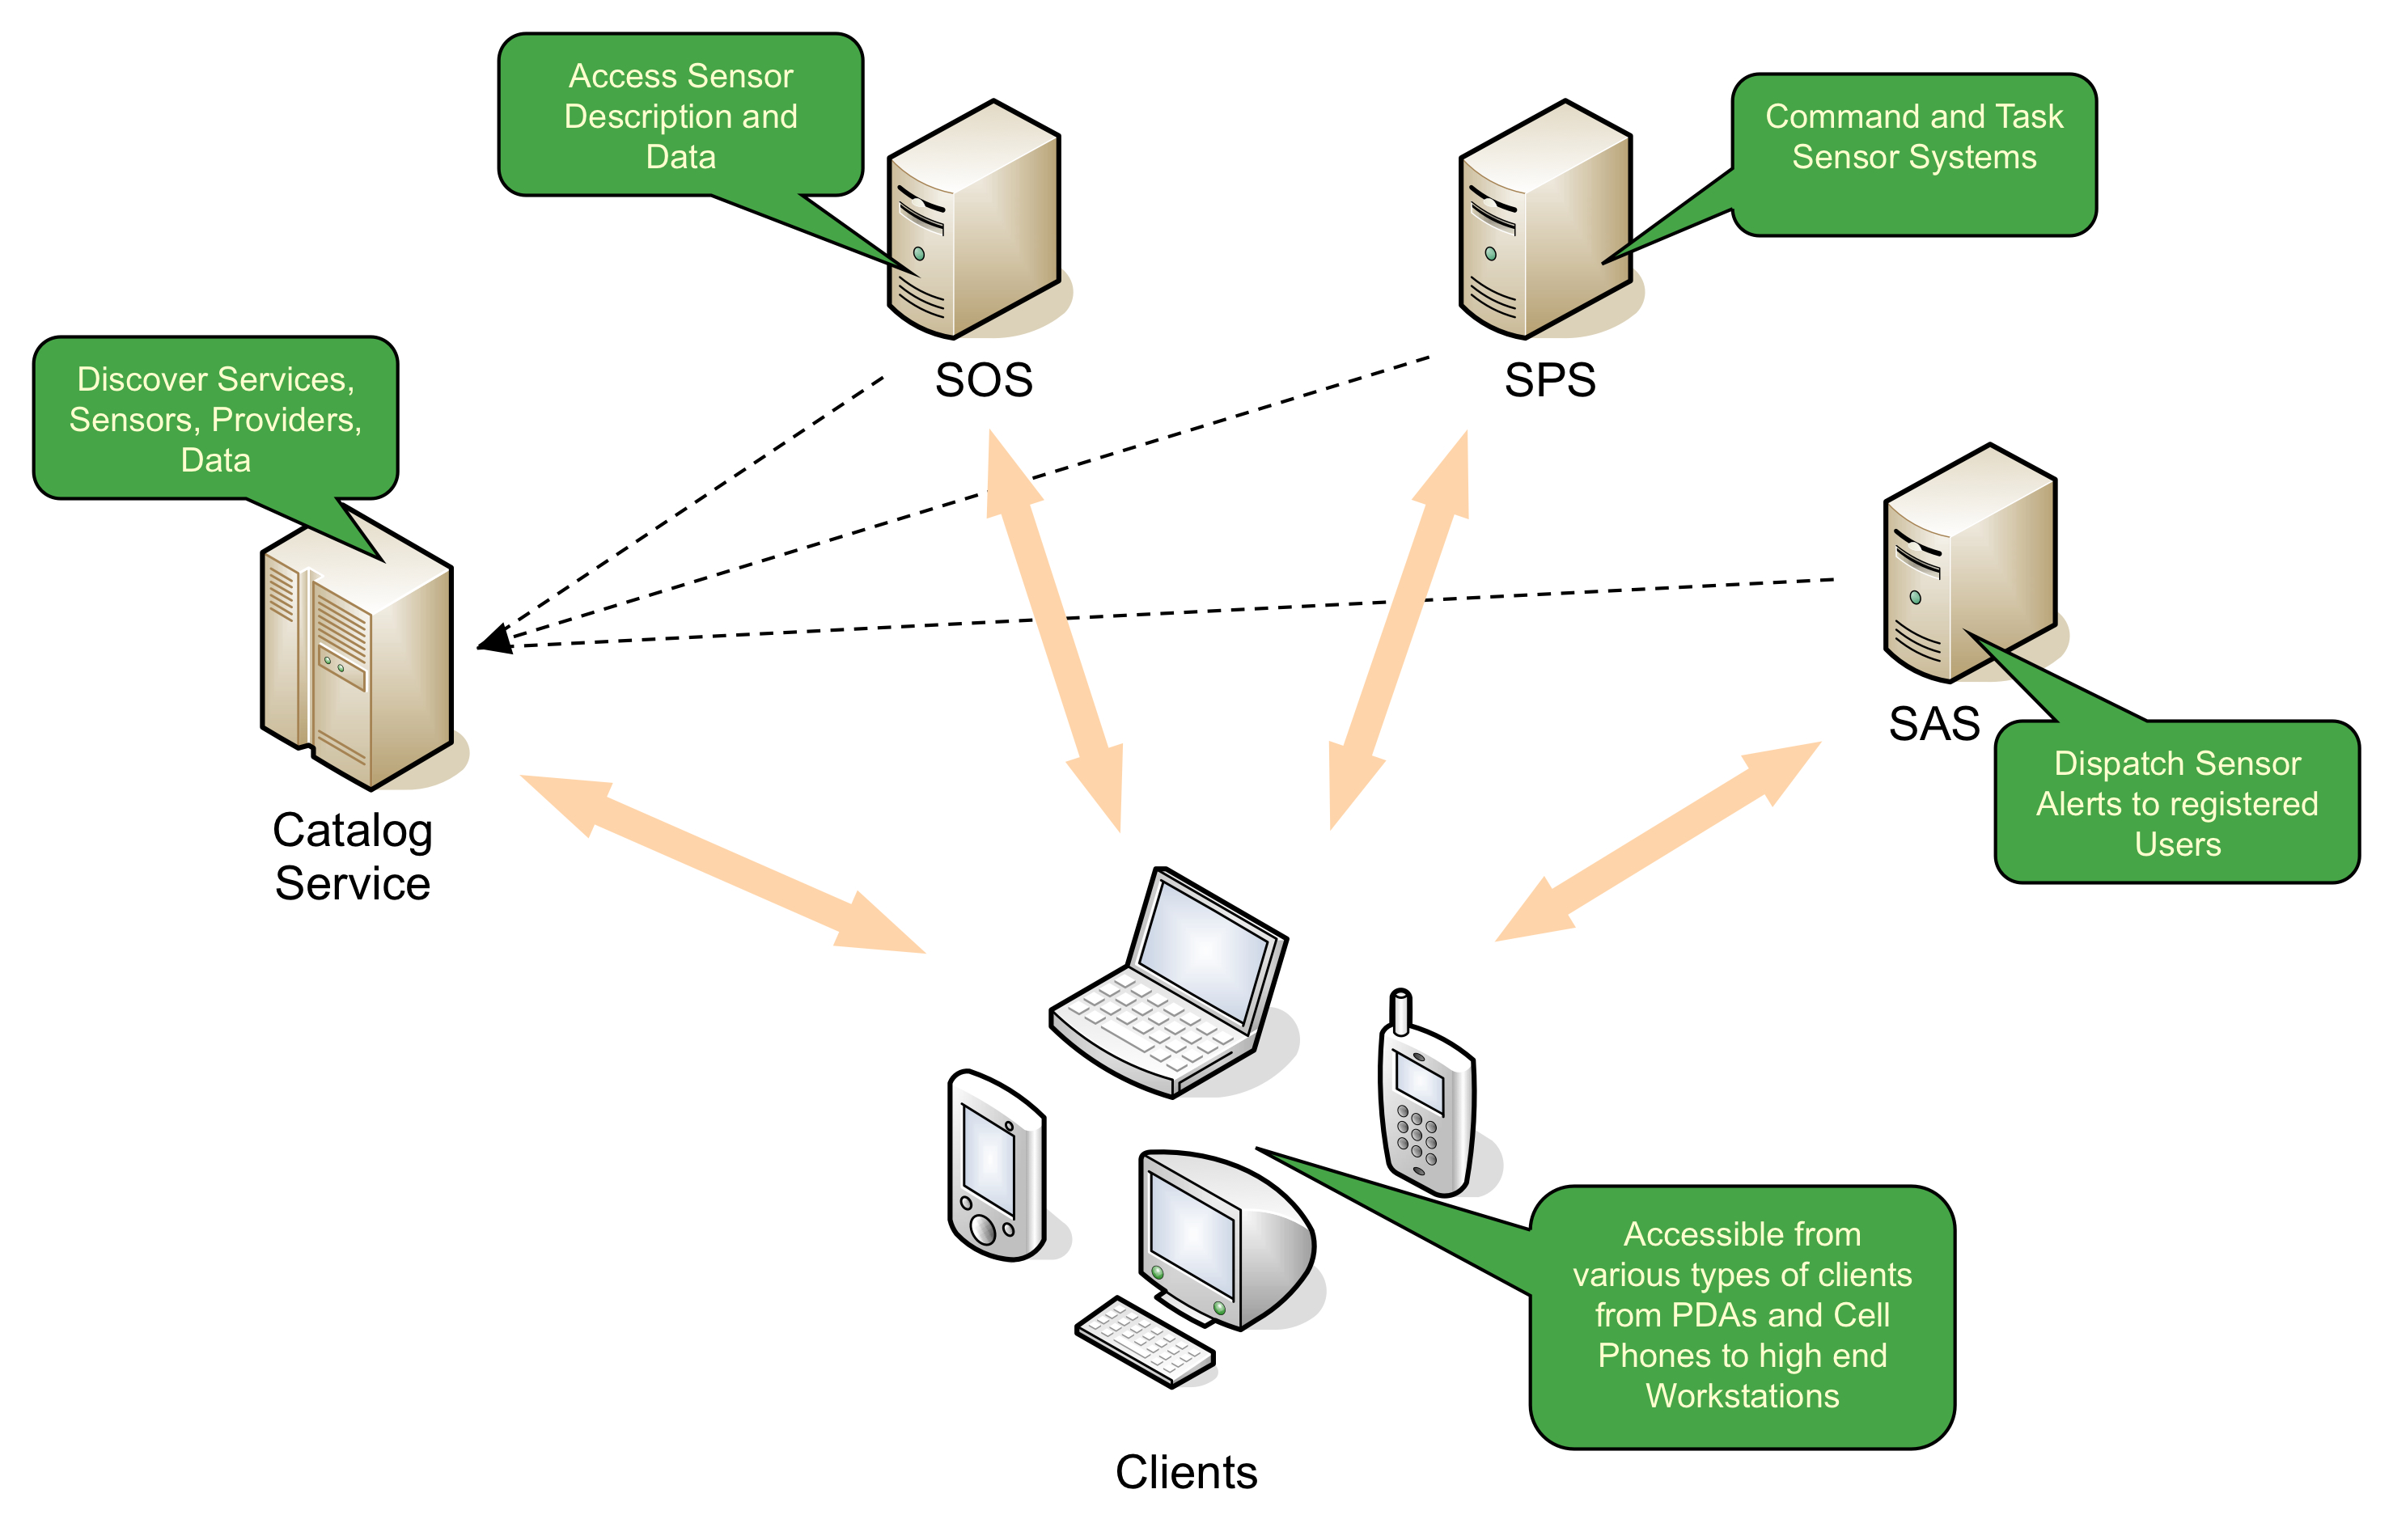 Access Sensor
Description and
Data
Command and Task
Sensor Systems
SOS
SPS
Discover Services,
Sensors, Providers,
Data
SAS
Dispatch Sensor
Alerts to registered
Users
Catalog
Service
Accessible from
various types of clients
from PDAs and Cell
Phones to high end
Workstations
Clients